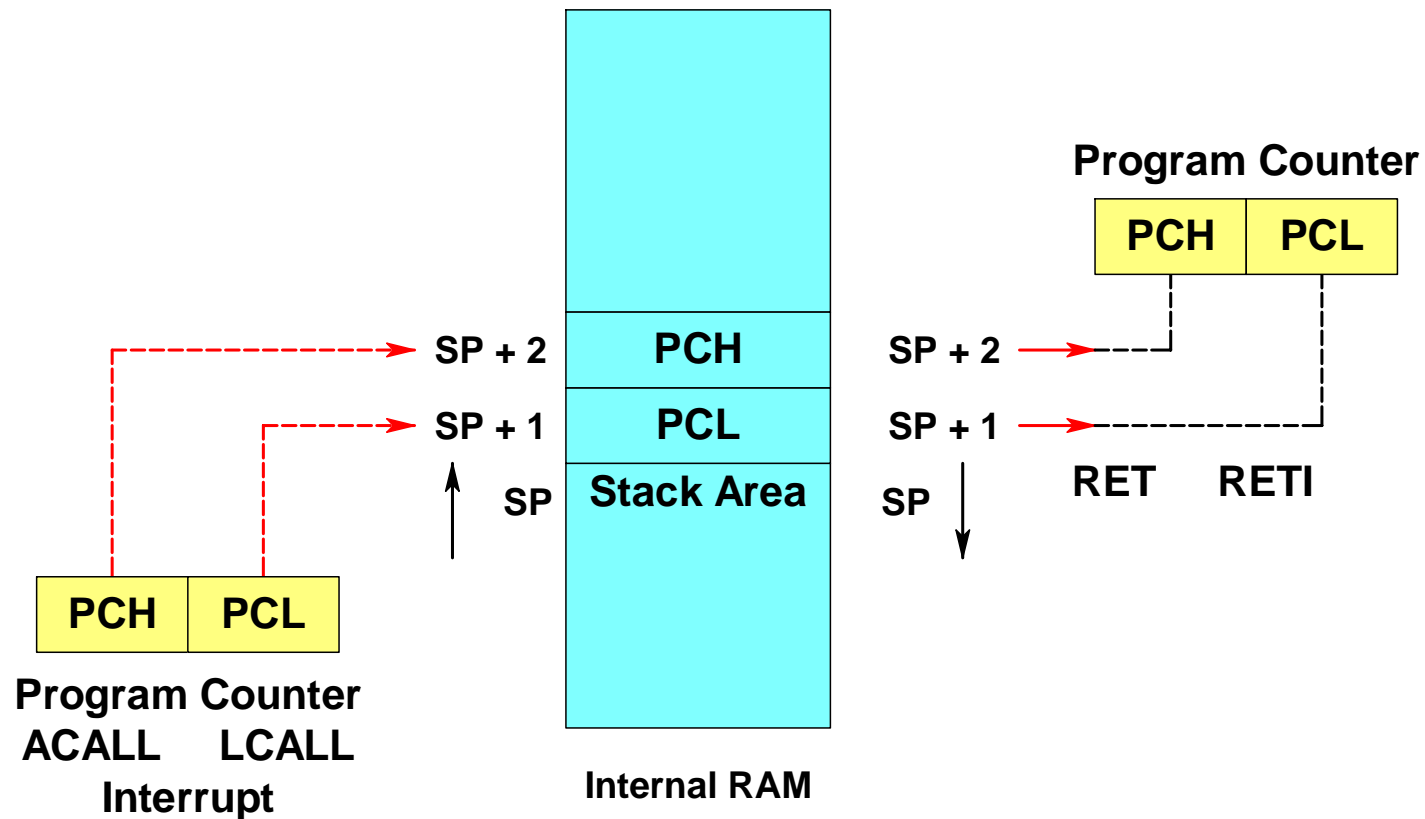 Program Counter
PCH PCL
SP + 2 PCH SP + 2
SP + 1 PCL SP + 1
SP Stack Area SP RET RETI
PCH PCL
Program Counter
ACALL LCALL
Interrupt
Internal RAM